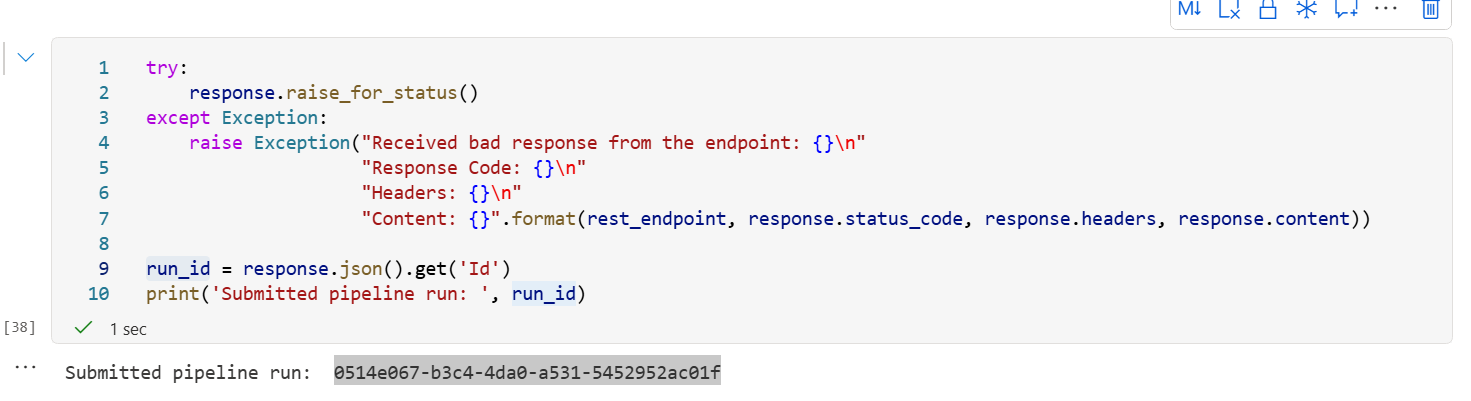 M↓
1 try:
2     response.raise_for_status()
3 except Exception:
4     raise Exception("Received bad response from the endpoint: {}\n"
5                     "Response Code: {}\n"
6                     "Headers: {}\n"
7                     "Content: {}".format(rest_endpoint, response.status_code, response.headers, response.content))
8
9 run_id = response.json().get('Id')
10 print('Submitted pipeline run: ', run_id)
[38] 1 sec
Submitted pipeline run:  0514e067-b3c4-4da0-a531-5452952ac01f